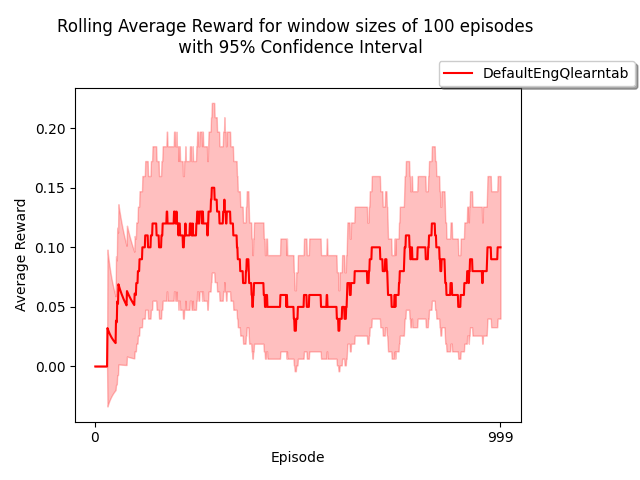 Rolling Average Reward for window sizes of 100 episodes
with 95% Confidence Interval
DefaultEngQlearntab
0.20
0.15
0.10
0.05
0.00
Average Reward
0
999
Episode